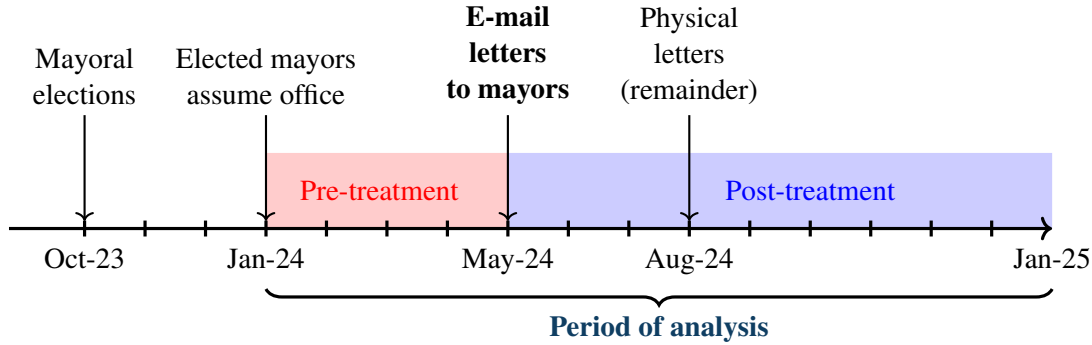 Mayoral
elections
Elected mayors
assume office
E-mail
letters
to mayors
Physical
letters
(remainder)
Pre-treatment
Post-treatment
Oct-23
Jan-24
May-24
Aug-24
Jan-25
Period of analysis